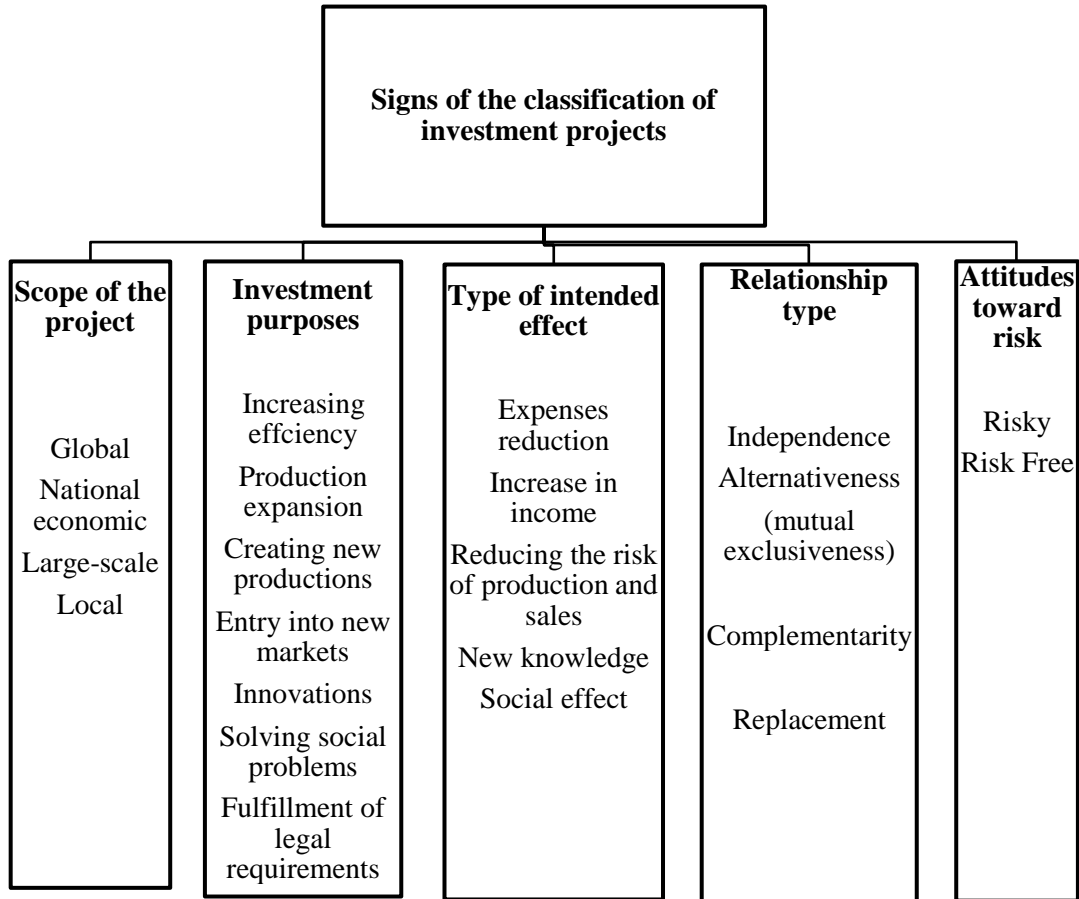 Signs of the classification of
investment projects
Scope of the
project
Global
National
economic
Large-scale
Local
Investment
purposes
Increasing
effciency
Production
expansion
Creating new
productions
Entry into new
markets
Innovations
Solving social
problems
Fulfillment of
legal
requirements
Type of intended
effect
Expenses
reduction
Increase in
income
Reducing the risk
of production and
sales
New knowledge
Social effect
Relationship
type
Independence
Alternativeness
(mutual
exclusiveness)
Complementarity
Replacement
Attitudes
toward
risk
Risky
Risk Free